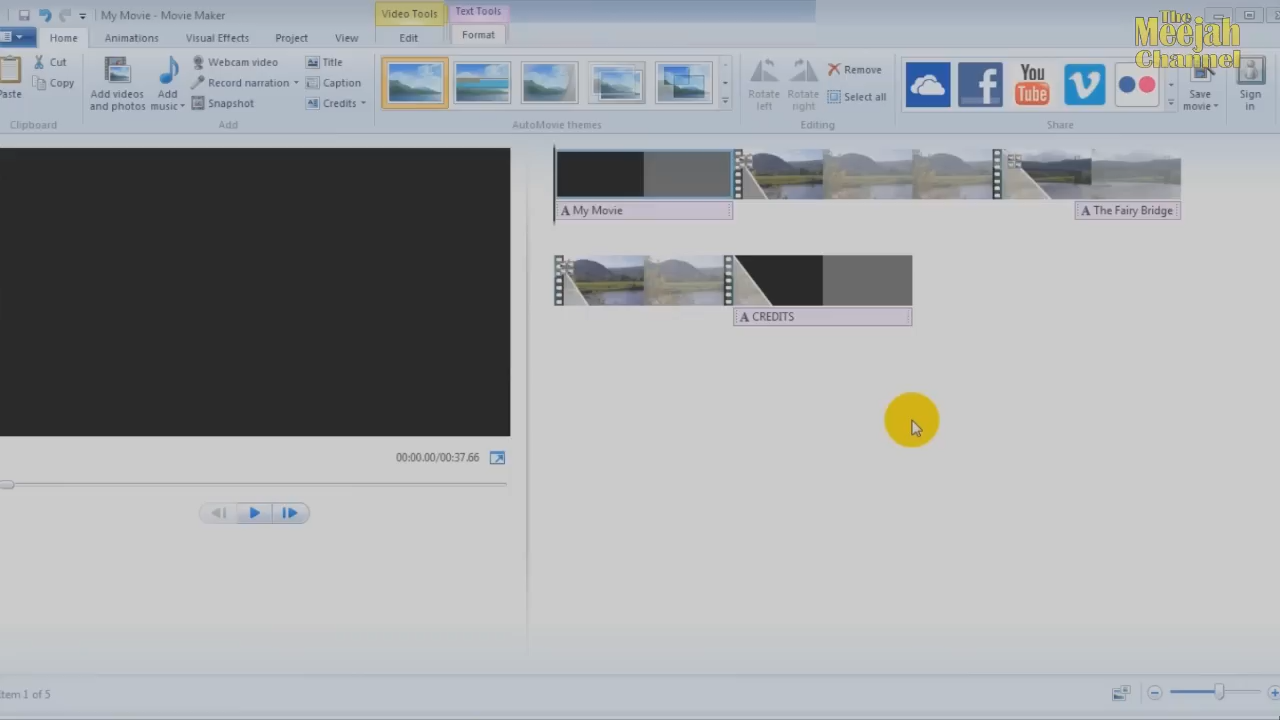 My Movie - Movie Maker
Video Tools
Text Tools
The
Meejah
Channel
Home
Animations
Visual Effects
Project
View
Edit
Format
Paste
Cut
Copy
Clipboard
Add videos
and photos
Add
music
Webcam video
Record narration
Snapshot
Title
Caption
Credits
Add
AutoMovie themes
Rotate
left
Rotate
right
Remove
Select all
Editing
f
You
Tube
V
Share
Save
movie
Sign
in
A My Movie
A The Fairy Bridge
A CREDITS
00:00.00/00:37.66
Item 1 of 5